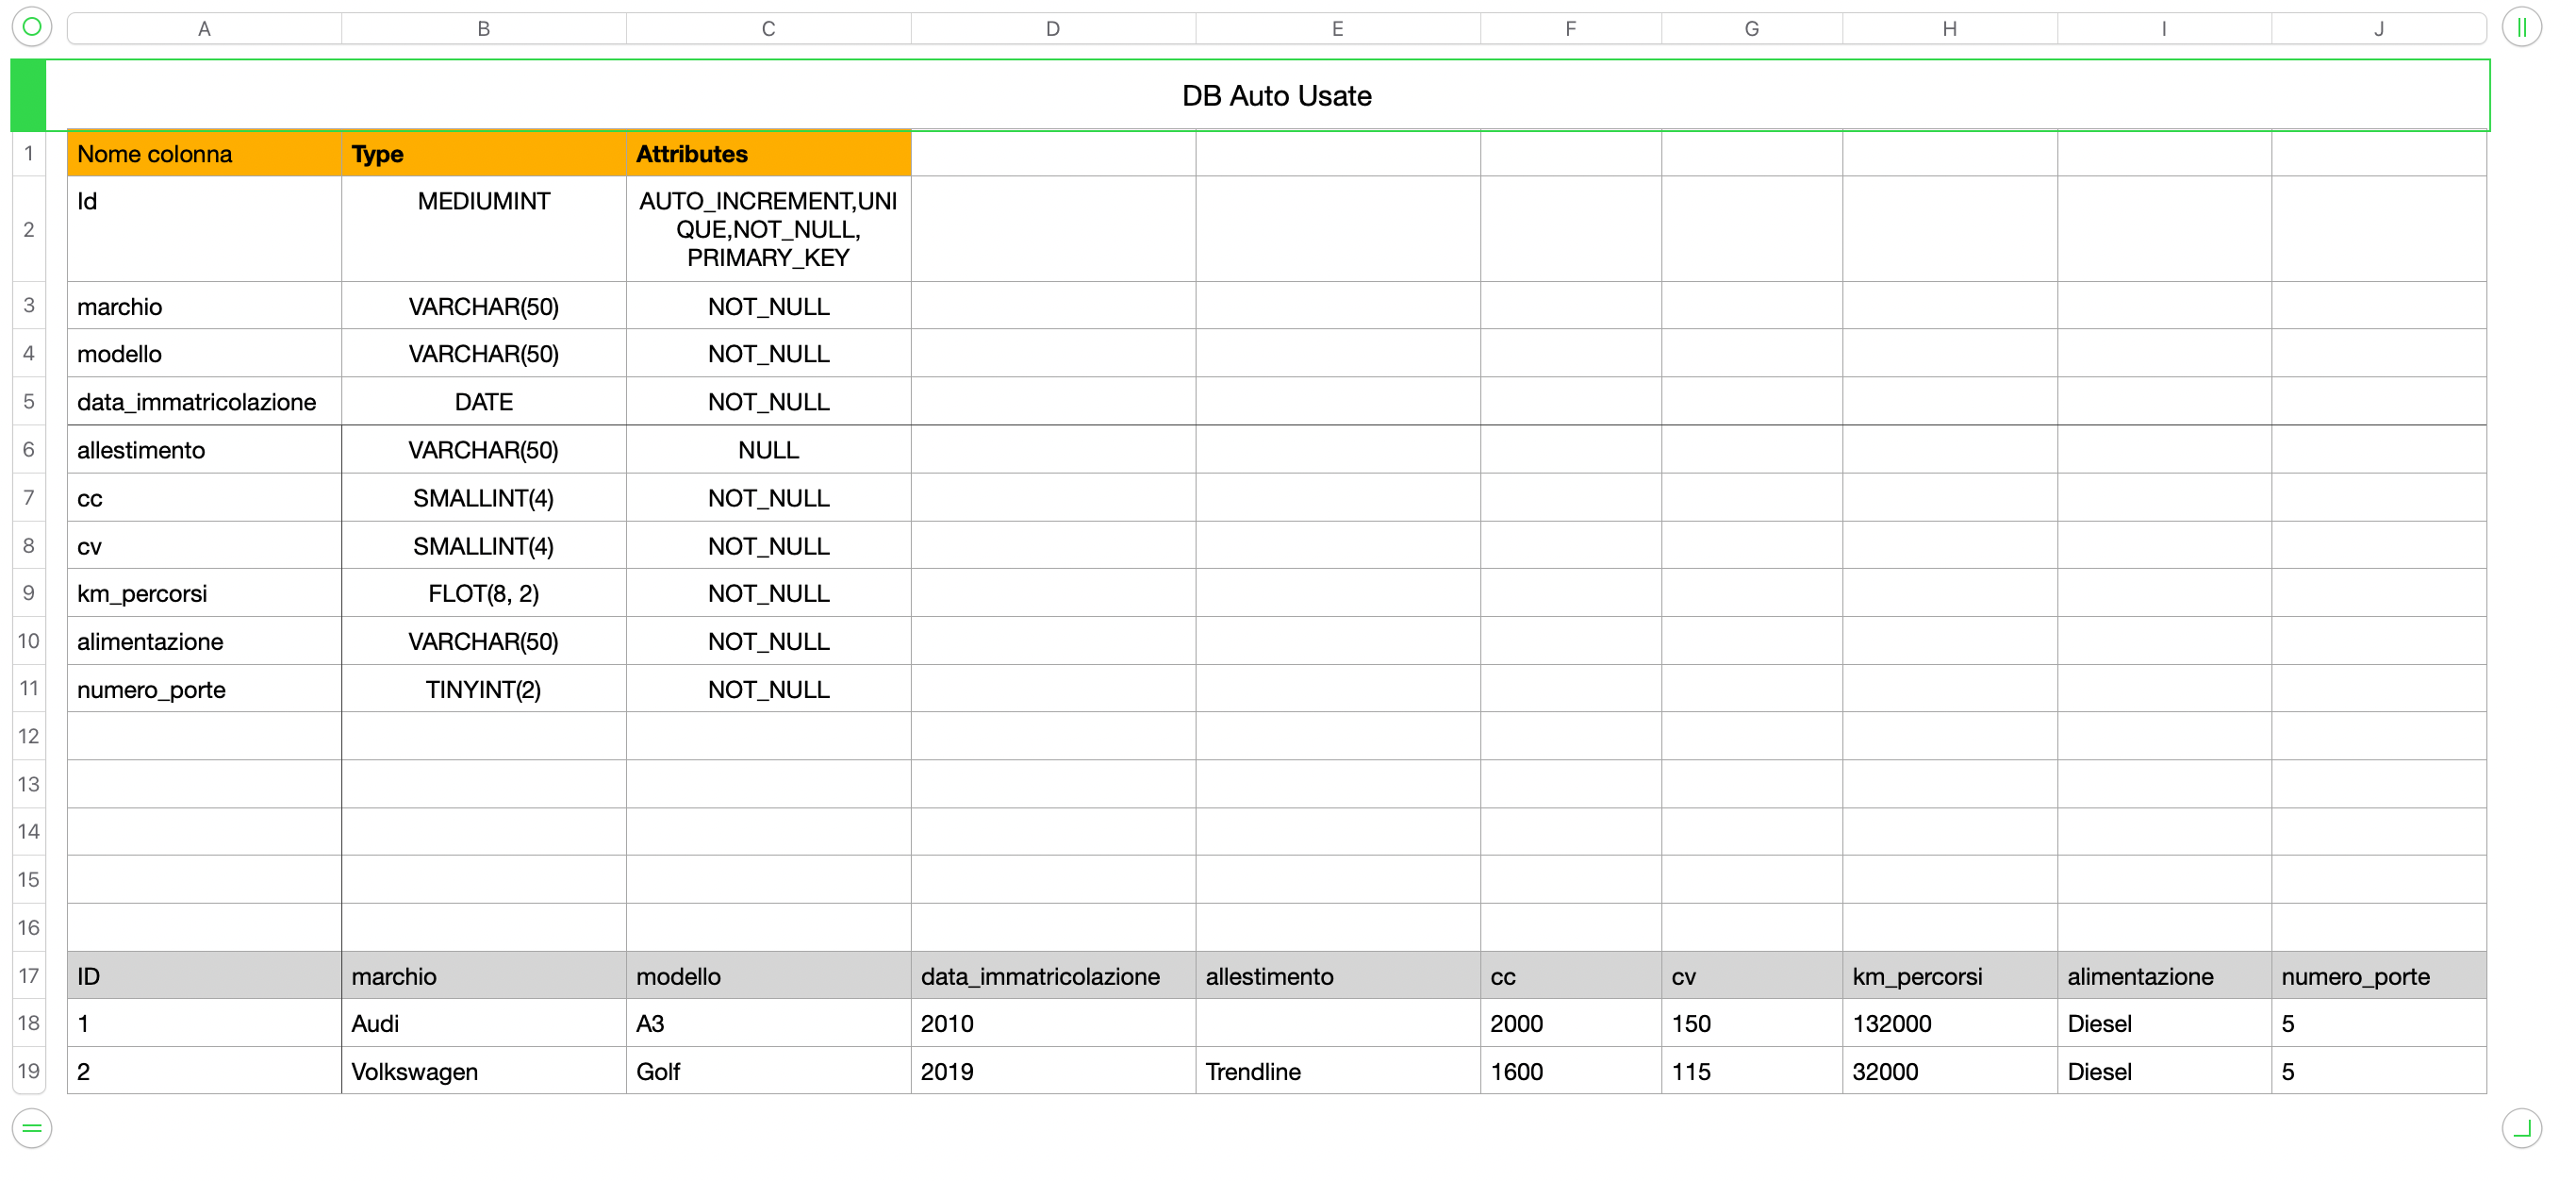 A B C D E F G H I J
DB Auto Usate
1 Nome colonna Type Attributes
2 Id MEDIUMINT AUTO_INCREMENT,UNI
QUE,NOT_NULL,
PRIMARY_KEY
3 marchio VARCHAR(50) NOT_NULL
4 modello VARCHAR(50) NOT_NULL
5 data_immatricolazione DATE NOT_NULL
6 allestimento VARCHAR(50) NULL
7 cc SMALLINT(4) NOT_NULL
8 cv SMALLINT(4) NOT_NULL
9 km_percorsi FLOT(8, 2) NOT_NULL
10 alimentazione VARCHAR(50) NOT_NULL
11 numero_porte TINYINT(2) NOT_NULL
12
13
14
15
16
17 ID marchio modello data_immatricolazione allestimento cc cv km_percorsi alimentazione numero_porte
18 1 Audi A3 2010 2000 150 132000 Diesel 5
19 2 Volkswagen Golf 2019 Trendline 1600 115 32000 Diesel 5